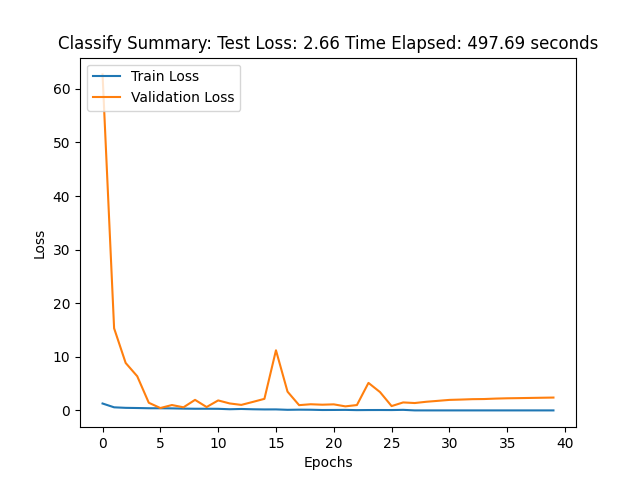 Classify Summary: Test Loss: 2.66 Time Elapsed: 497.69 seconds
Train Loss
Validation Loss
60
50
40
30
20
10
0
Loss
0 5 10 15 20 25 30 35 40
Epochs